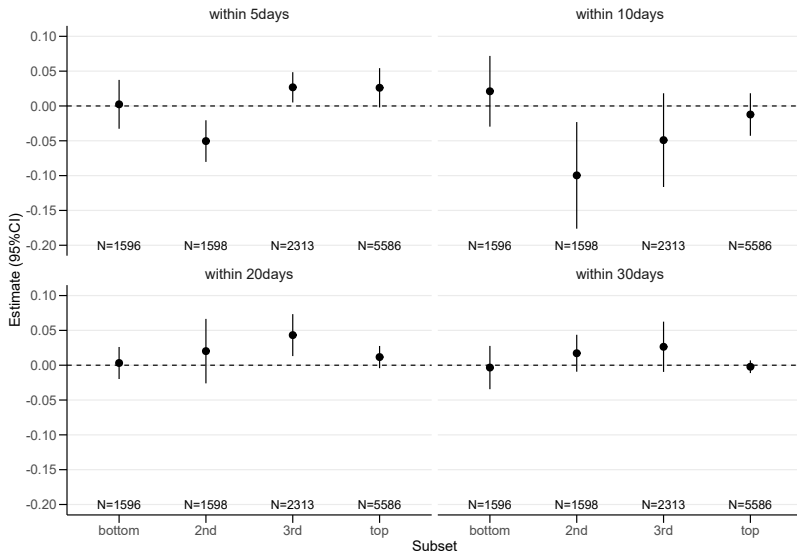 within 5days
within 10days
0.10
0.05
0.00
-0.05
-0.10
-0.15
-0.20
N=1596 N=1598 N=2313 N=5586
N=1596 N=1598 N=2313 N=5586
Estimate (95%CI)
within 20days
within 30days
0.10
0.05
0.00
-0.05
-0.10
-0.15
-0.20
N=1596 N=1598 N=2313 N=5586
N=1596 N=1598 N=2313 N=5586
bottom 2nd 3rd top
bottom 2nd 3rd top
Subset